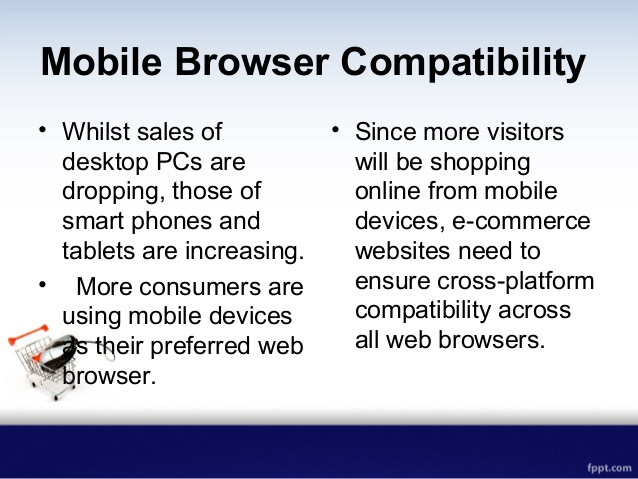 Mobile Browser Compatibility
• Whilst sales of
desktop PCs are
dropping, those of
smart phones and
tablets are increasing.
• More consumers are
using mobile devices
as their preferred web
browser.
• Since more visitors
will be shopping
online from mobile
devices, e-commerce
websites need to
ensure cross-platform
compatibility across
all web browsers.
fppt.com